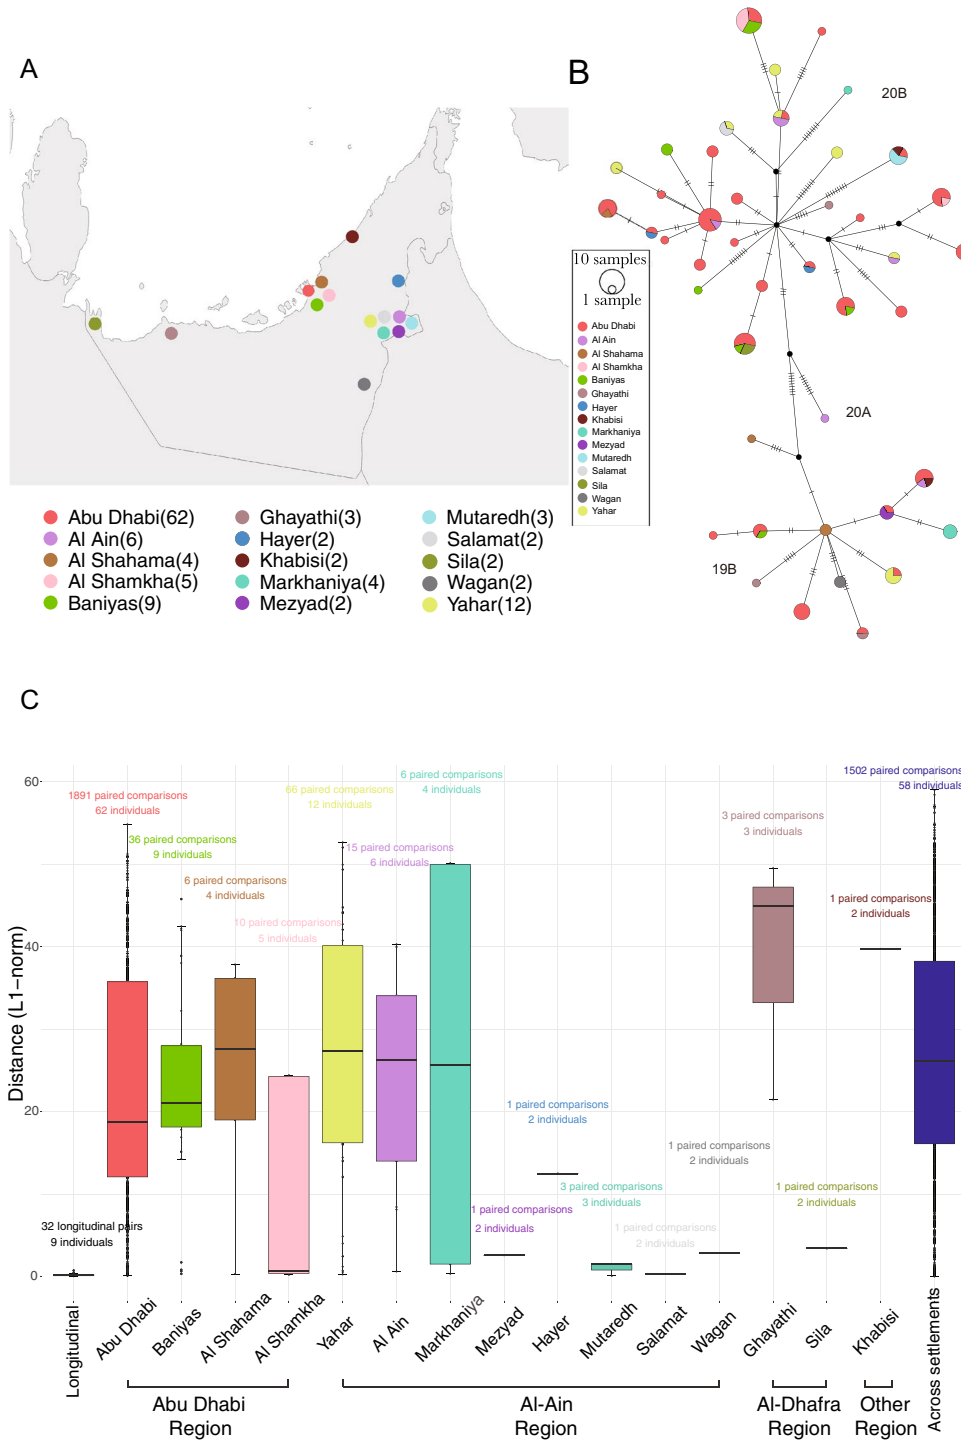 A
B
20B
20A
19B
10 samples
1 sample
Abu Dhabi
Al Ain
Al Shahama
Al Shamkha
Baniyas
Ghayathi
Hayer
Khabisi
Markhaniya
Mezyad
Mutaredh
Salamat
Sila
Wagan
Yahar
Abu Dhabi(62)
Al Ain(6)
Al Shahama(4)
Al Shamkha(5)
Baniyas(9)
Ghayathi(3)
Hayer(2)
Khabisi(2)
Markhaniya(4)
Mezyad(2)
Mutaredh(3)
Salamat(2)
Sila(2)
Wagan(2)
Yahar(12)
C
Distance (L1-norm)
60
40
20
0
32 longitudinal pairs
9 individuals
1891 paired comparisons
62 individuals
36 paired comparisons
9 individuals
6 paired comparisons
4 individuals
10 paired comparisons
5 individuals
66 paired comparisons
12 individuals
15 paired comparisons
6 individuals
6 paired comparisons
4 individuals
1 paired comparisons
2 individuals
1 paired comparisons
2 individuals
3 paired comparisons
3 individuals
1 paired comparisons
2 individuals
1 paired comparisons
2 individuals
3 paired comparisons
3 individuals
1 paired comparisons
2 individuals
1 paired comparisons
2 individuals
1502 paired comparisons
58 individuals
Longitudinal
Abu Dhabi
Baniyas
Al Shahama
Al Shamkha
Yahar
Al Ain
Markhaniya
Mezyad
Hayer
Mutaredh
Salamat
Wagan
Ghayathi
Sila
Khabisi
Across settlements
Abu Dhabi
Region
Al-Ain
Region
Al-Dhafra
Region
Other
Region